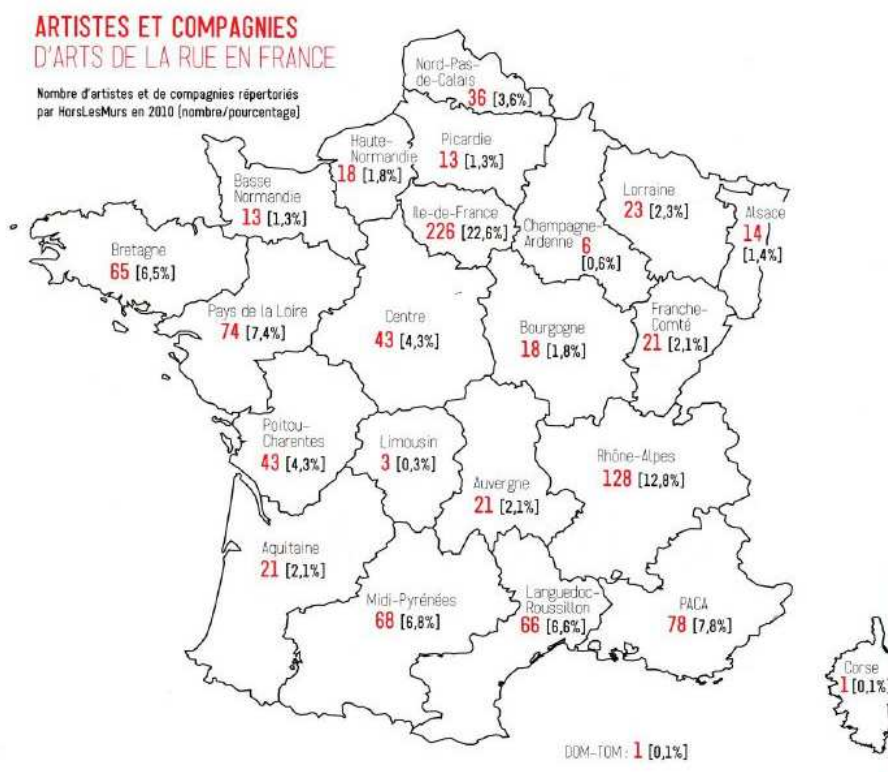 ARTISTES ET COMPAGNIES
D'ARTS DE LA RUE EN FRANCE
Nombre d'artistes et de compagnies répertoriés
par HorsLesMurs en 2010 (nombre/pourcentage)
Nord-Pas-
de-Calais
36 [3,6%]
Haute-
Normandie
18 [1,8%]
Picardie
13 [1,3%]
Basse
Normandie
13 [1,3%]
Ile-de-France
226 [22,6%]
Champagne-
Ardenne 6
[0,6%]
Lorraine
23 [2,3%]
Alsace
14
[1,4%]
Bretagne
65 [6,5%]
Pays de la Loire
74 [7,4%]
Centre
43 [4,3%]
Bourgogne
18 [1,8%]
Franche-
Comté
21 [2,1%]
Poitou-
Charentes
43 [4,3%]
Limousin
3 [0,3%]
Auvergne
21 [2,1%]
Rhône-Alpes
128 [12,8%]
Aquitaine
21 [2,1%]
Midi-Pyrénées
68 [6,8%]
Languedoc-
Roussillon
66 [6,6%]
PACA
78 [7,8%]
Corse
1 [0,1%]
DOM-TOM : 1 [0,1%]